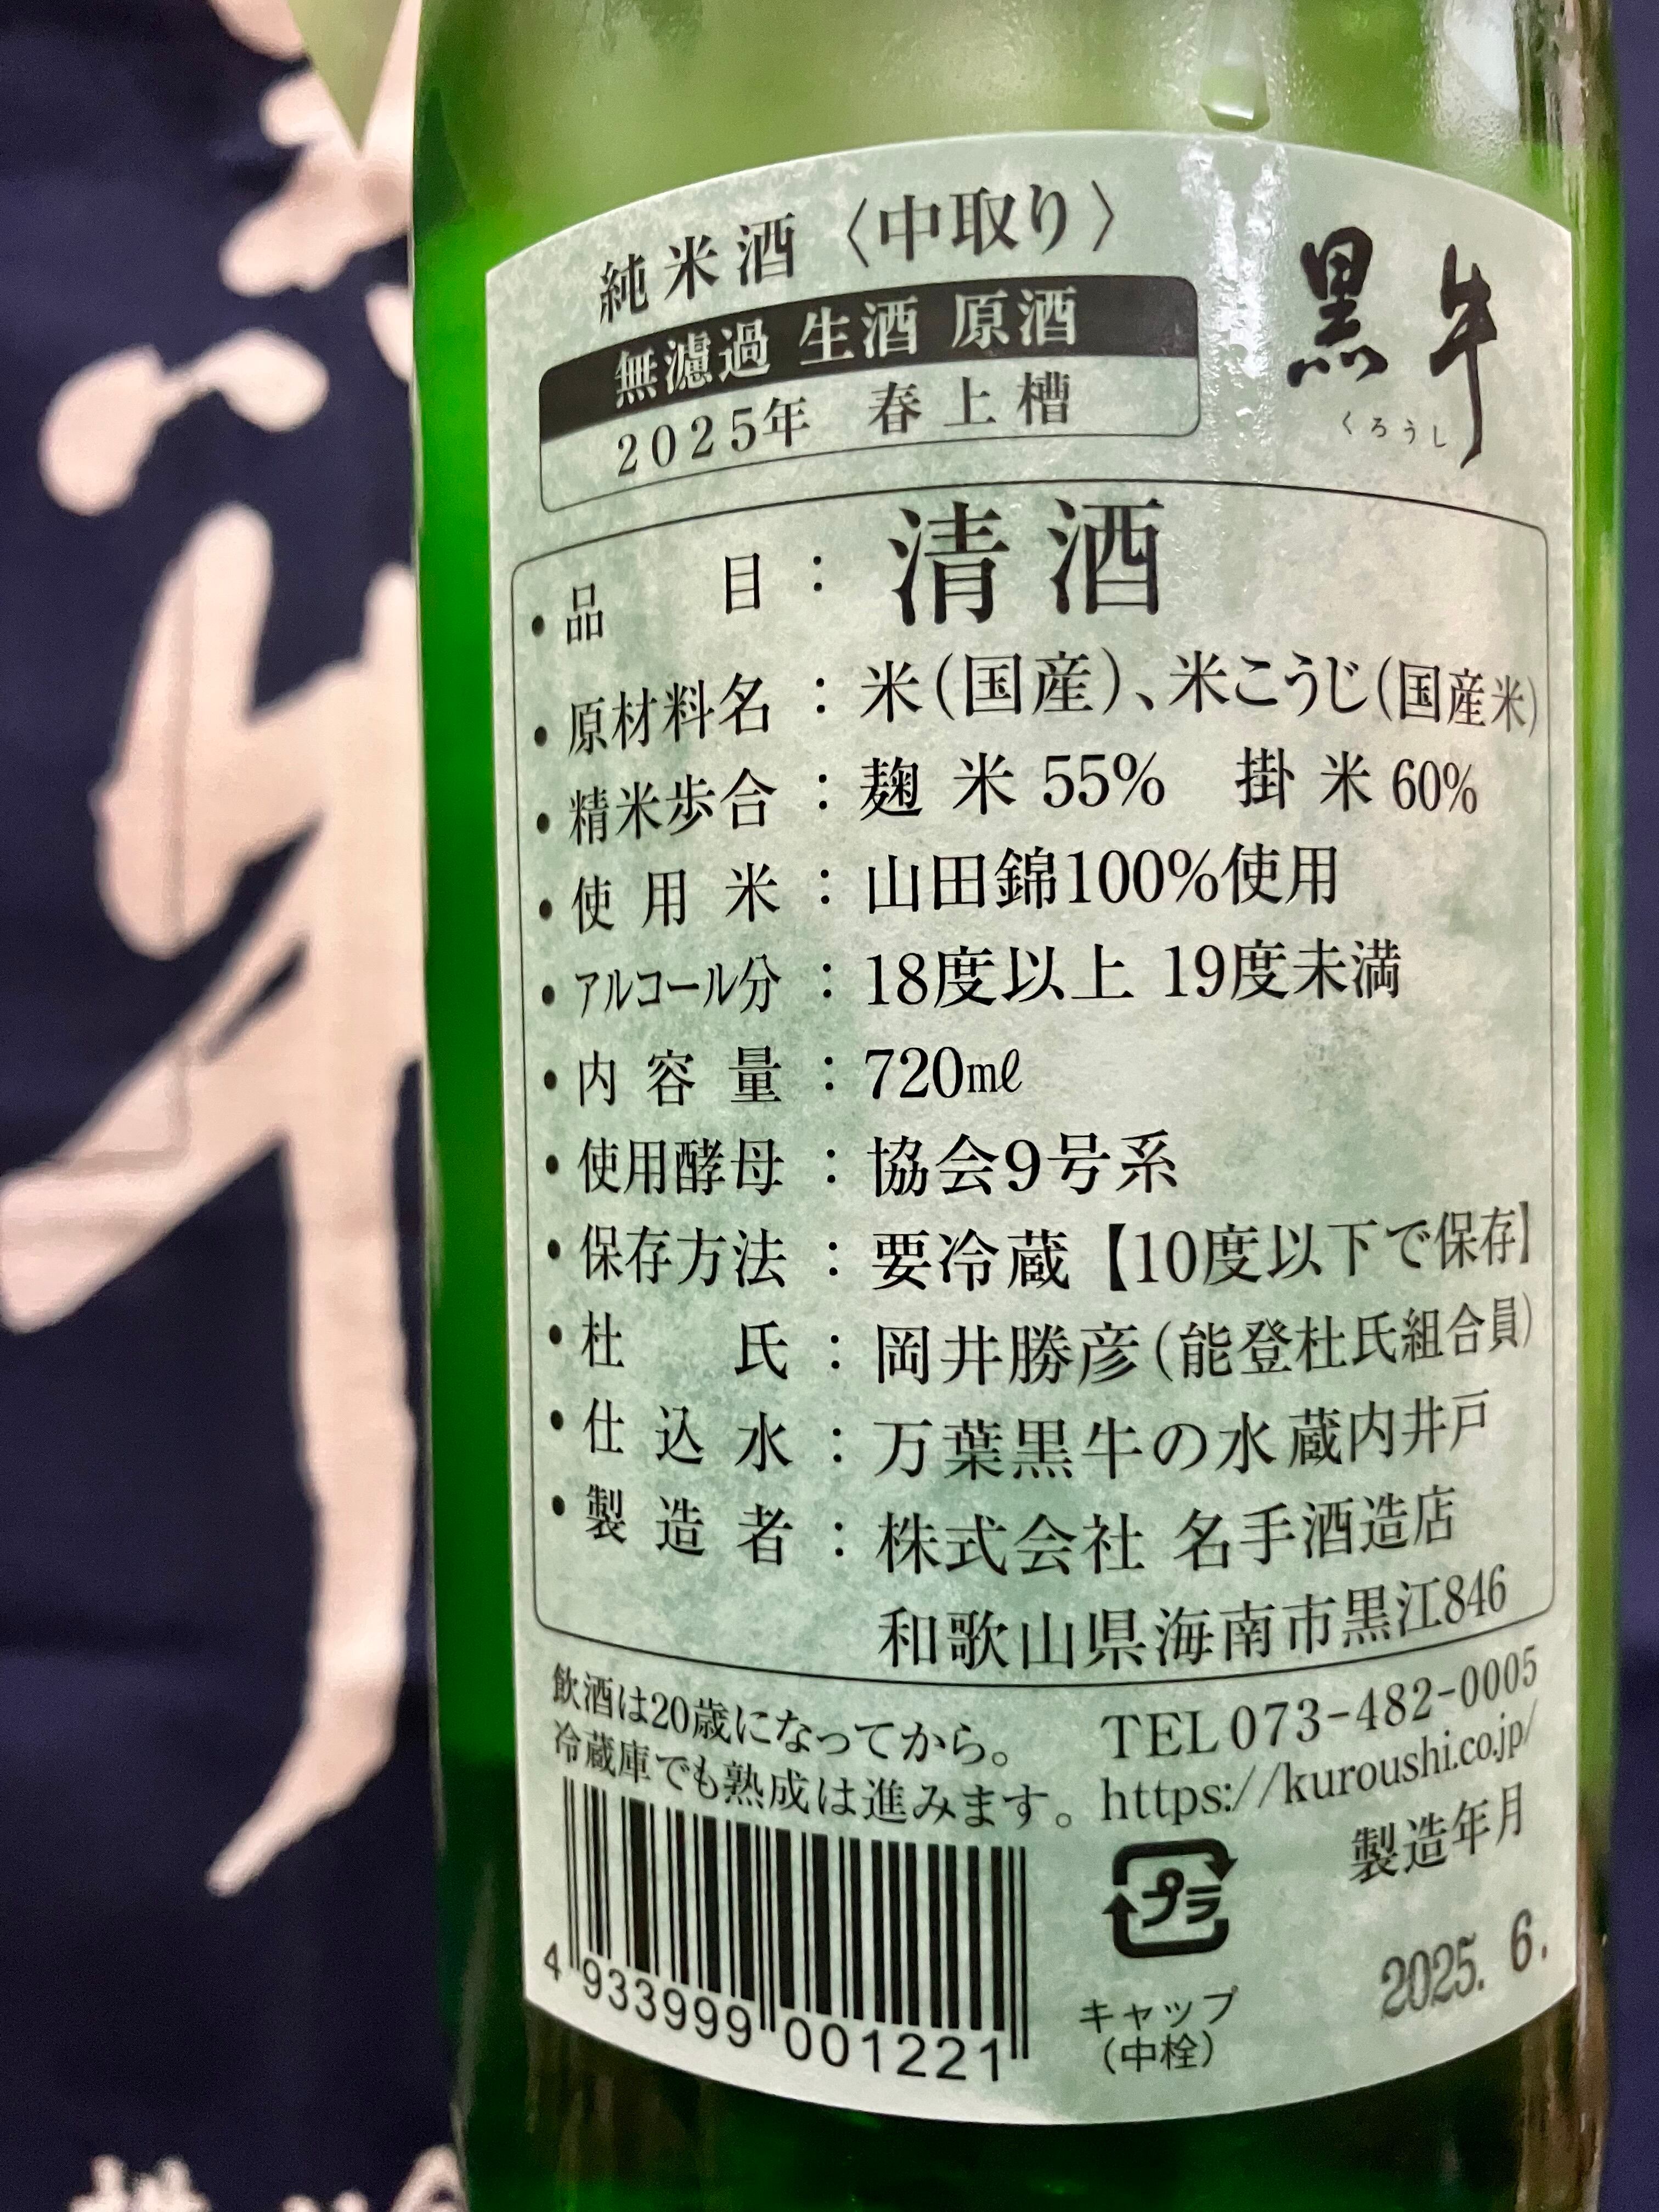 純米酒〈中取り〉
無濾過 生酒 原酒
2025年 春上槽
黒牛
くろうし
・品目:清酒
・原材料名:米(国産)、米こうじ(国産米)
・精米歩合:麹米55% 掛米60%
・使用米:山田錦100%使用
・アルコール分:18度以上 19度未満
・内容量:720mℓ
・使用酵母:協会9号系
・保存方法:要冷蔵【10度以下で保存】
・杜氏:岡井勝彦(能登杜氏組合員)
・仕込水:万葉黒牛の水 蔵内井戸
・製造者:株式会社 名手酒造店
和歌山県海南市黒江846
飲酒は20歳になってから。
冷蔵庫でも熟成は進みます。
TEL073-482-0005
https://kuroushi.co.jp/
製造年月
2025. 6.
4 933999 001221
プラ
キャップ
(中栓)
牛